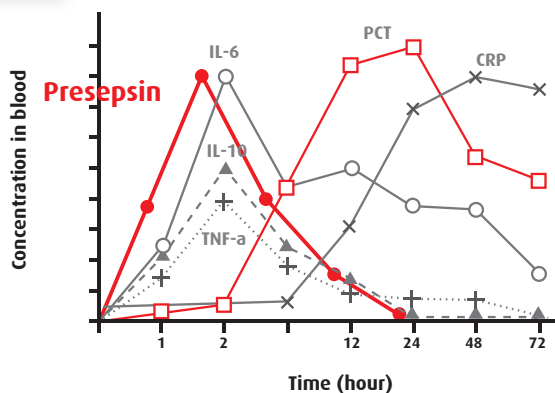 PCT
IL-6
CRP
Presepsin
IL-10
TNF-a
Concentration in blood
1 2 12 24 48 72
Time (hour)